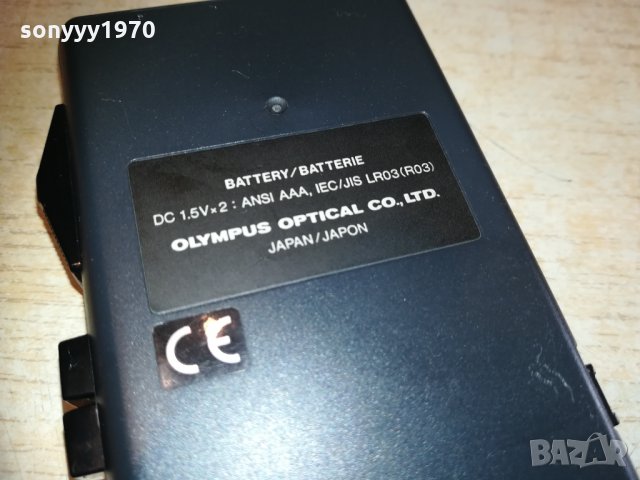 sonyyy1970
BATTERY/BATTERIE
DC 1.5V×2 : ANSI AAA, IEC/JIS LR03(R03)
OLYMPUS OPTICAL CO.,LTD.
JAPAN/JAPON
CE
BAZAR